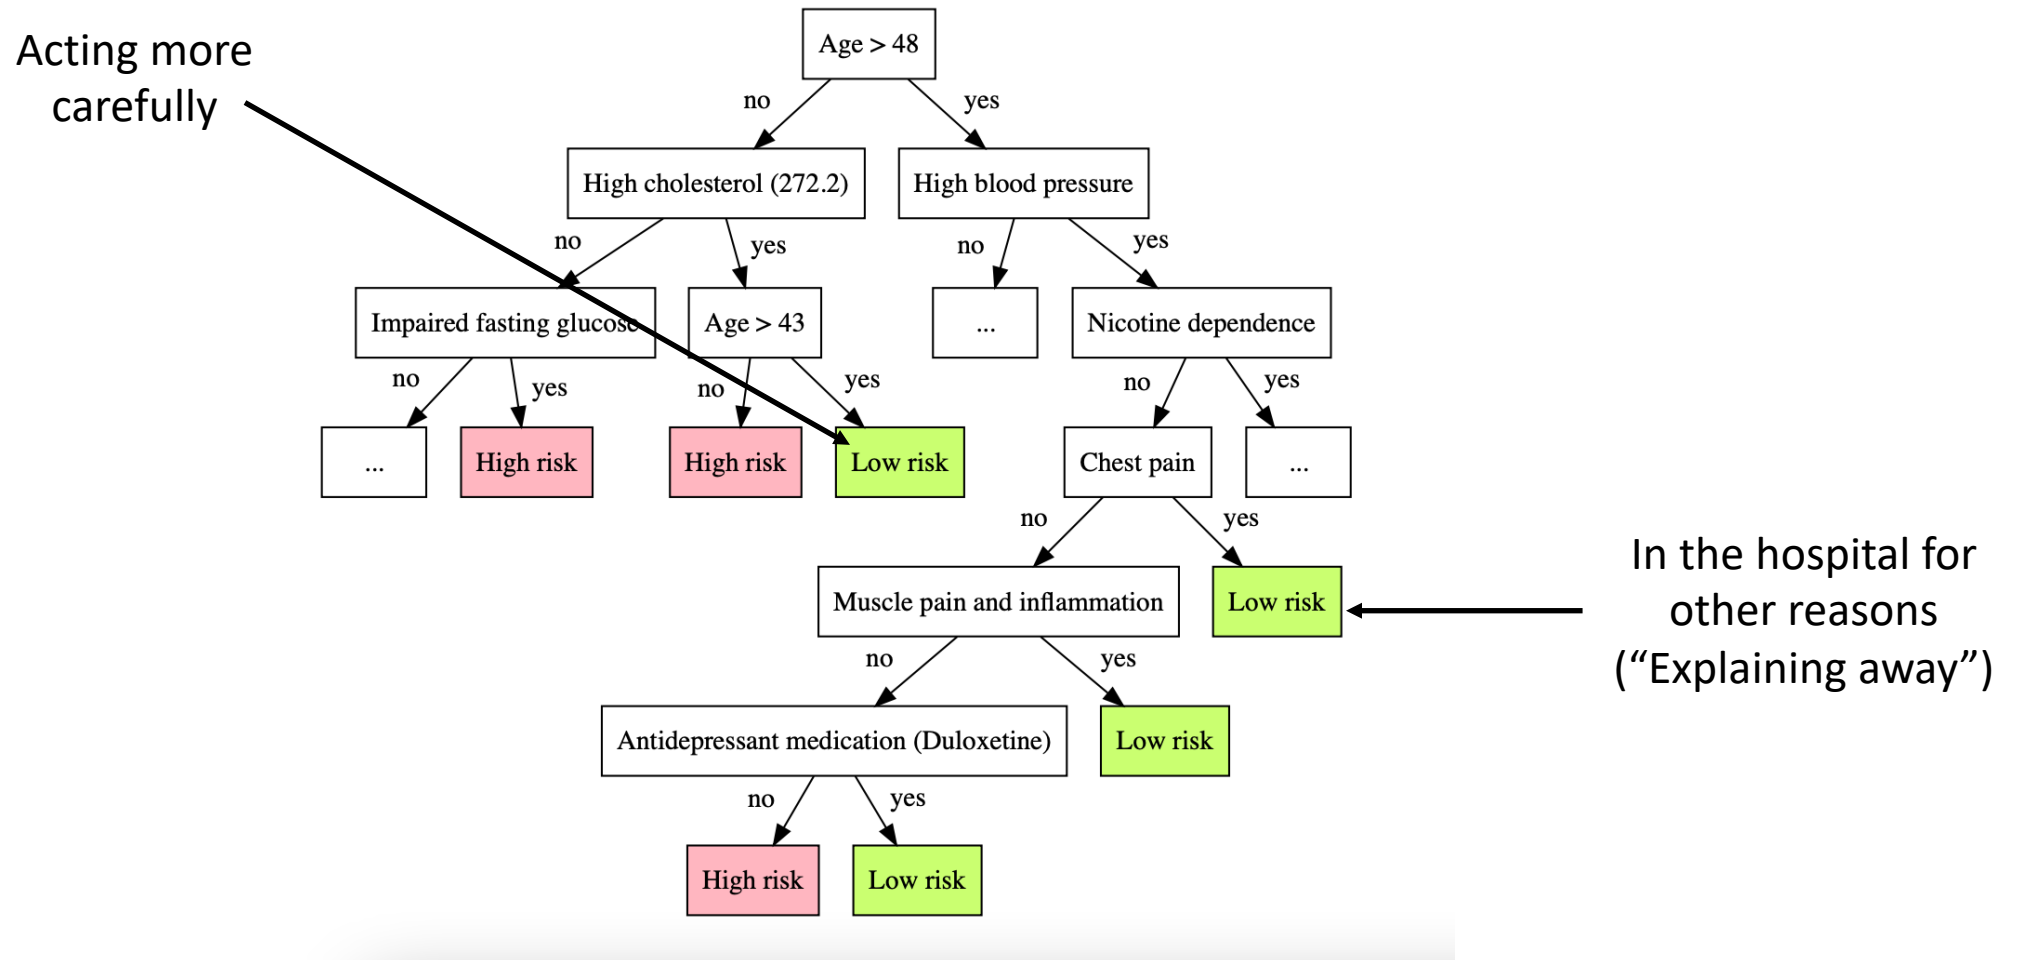 Acting more
carefully
Age > 48
no
yes
High cholesterol (272.2)
High blood pressure
no
yes
no
yes
Impaired fasting glucose
Age > 43
...
Nicotine dependence
no
yes
no
yes
no
yes
...
High risk
High risk
Low risk
Chest pain
...
no
yes
Muscle pain and inflammation
Low risk
In the hospital for
other reasons
(“Explaining away”)
no
yes
Antidepressant medication (Duloxetine)
Low risk
no
yes
High risk
Low risk